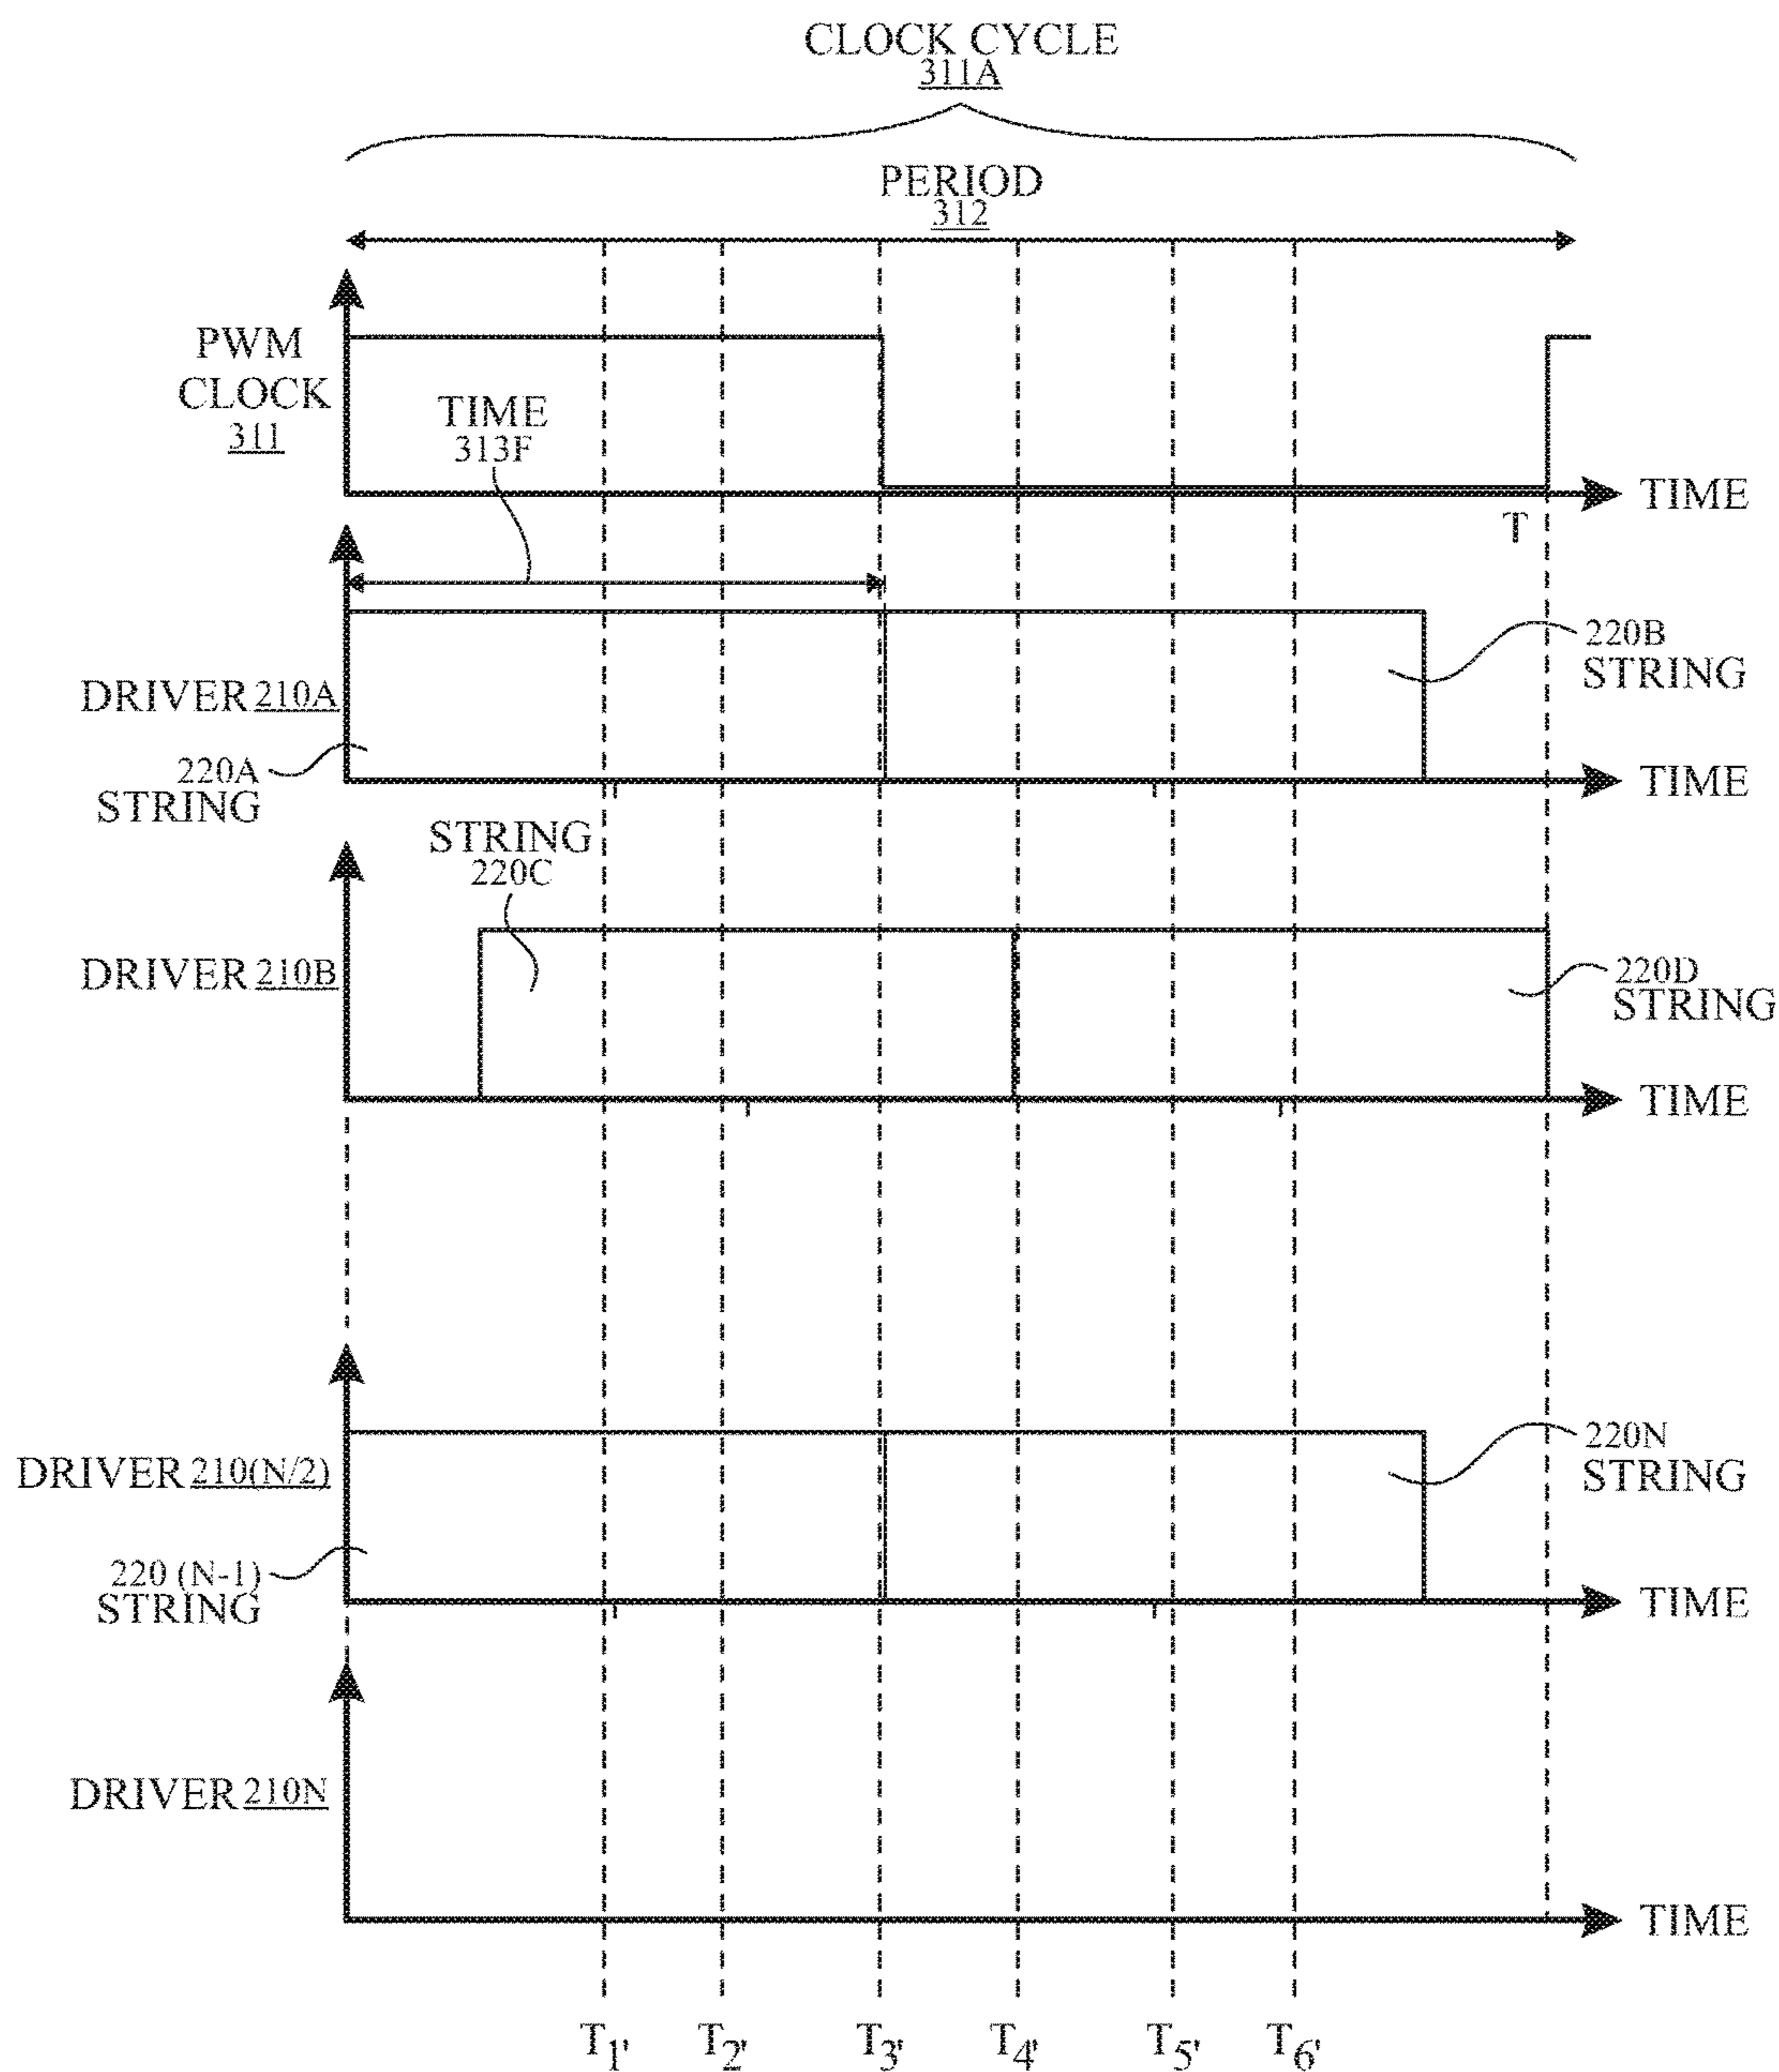 CLOCK CYCLE
311A
PERIOD
312
PWM
CLOCK
311
TIME
313F
TIME
T
DRIVER 210A
220A
STRING
220B
STRING
TIME
STRING
220C
DRIVER 210B
220D
STRING
TIME
DRIVER 210(N/2)
220 (N-1)
STRING
220N
STRING
TIME
DRIVER 210N
TIME
T1' T2' T3' T4' T5' T6'